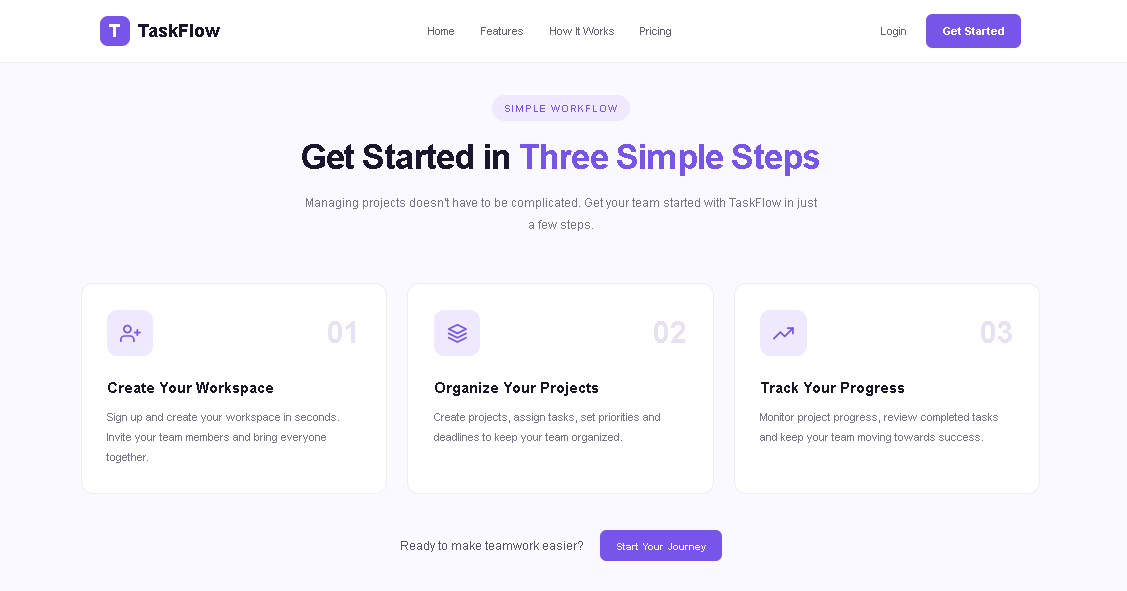 T TaskFlow
Home Features How It Works Pricing
Login Get Started
SIMPLE WORKFLOW
Get Started in Three Simple Steps
Managing projects doesn't have to be complicated. Get your team started with TaskFlow in just
a few steps.
01
Create Your Workspace
Sign up and create your workspace in seconds.
Invite your team members and bring everyone
together.
02
Organize Your Projects
Create projects, assign tasks, set priorities and
deadlines to keep your team organized.
03
Track Your Progress
Monitor project progress, review completed tasks
and keep your team moving towards success.
Ready to make teamwork easier? Start Your Journey